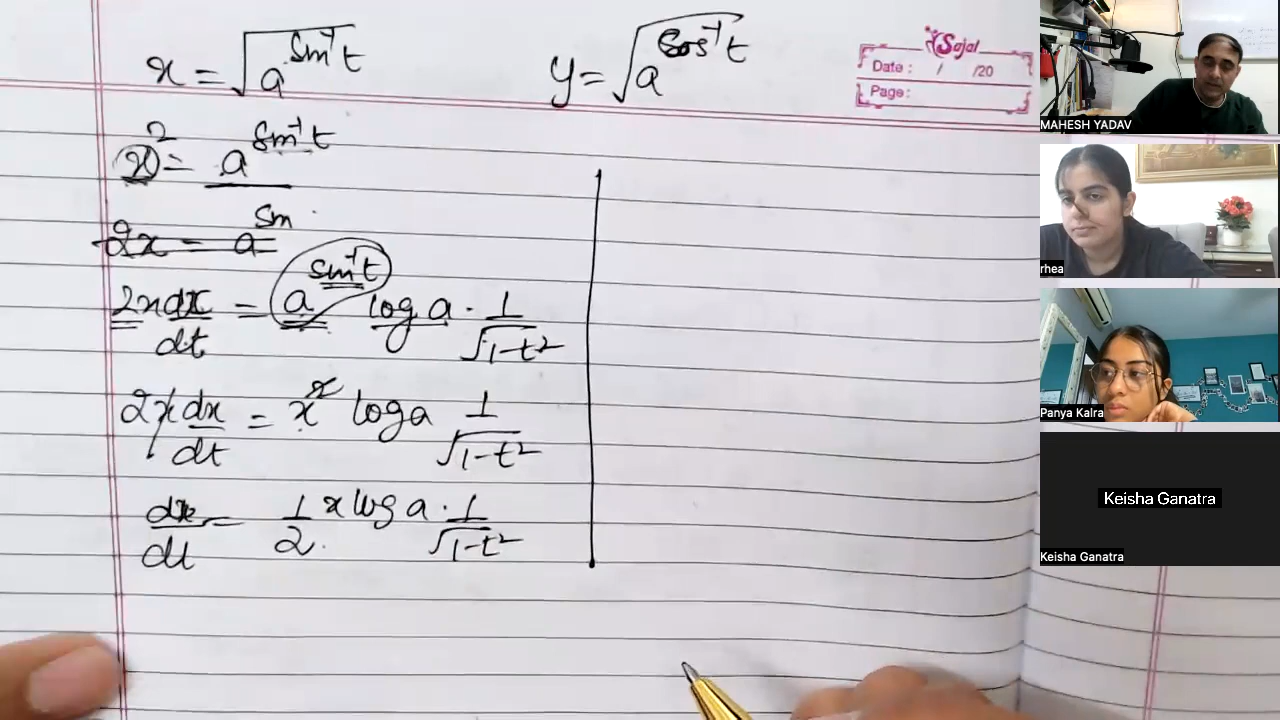 x = √a^sin⁻¹t
y = √a^cos⁻¹t
Sajal
Date : / /20
Page:
x² = a^sin⁻¹t
2x = a^sin
2x dx/dt = a^sin⁻¹t log a · 1/√1-t²
2x dx/dt = x² log a 1/√1-t²
dx/dt = 1/2 x log a · 1/√1-t²
MAHESH YADAV
rhea
Panya Kalra
Keisha Ganatra
Keisha Ganatra